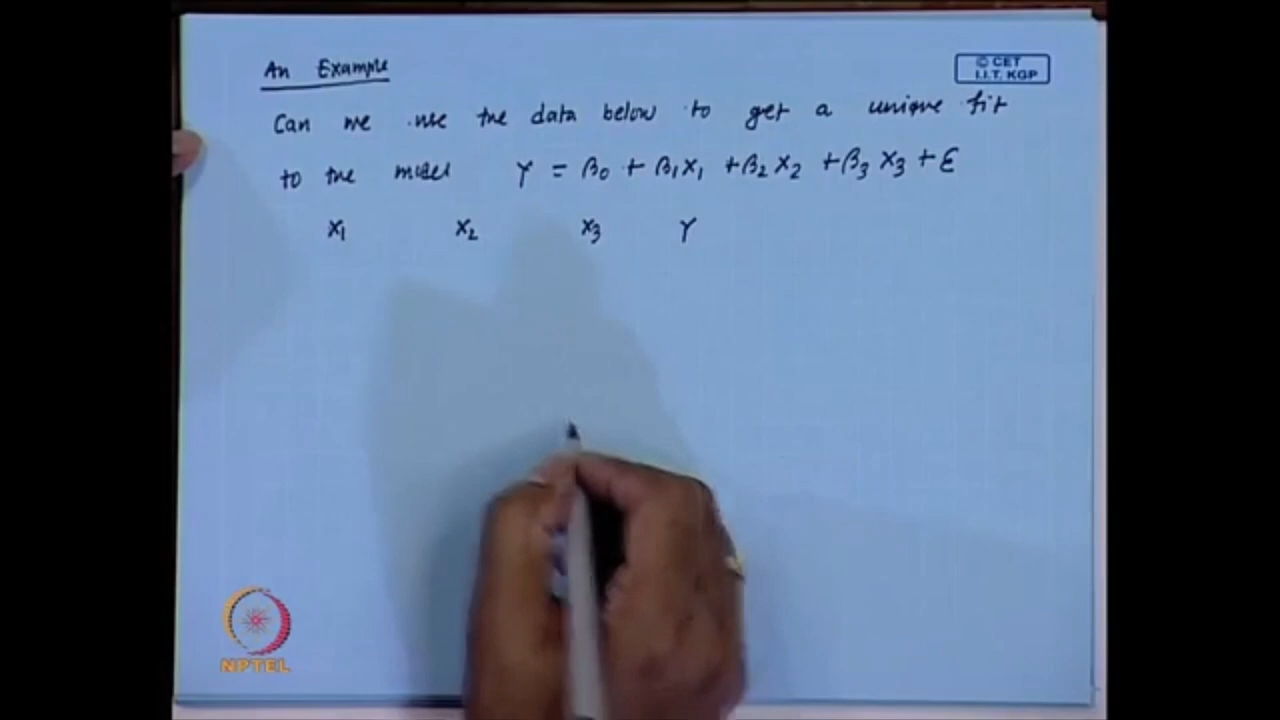 An Example
© CET
I.I.T. KGP
Can we use the data below to get a unique fit
to the model Y = β₀ + β₁X₁ + β₂X₂ + β₃X₃ + ε
X₁ X₂ X₃ Y
NPTEL